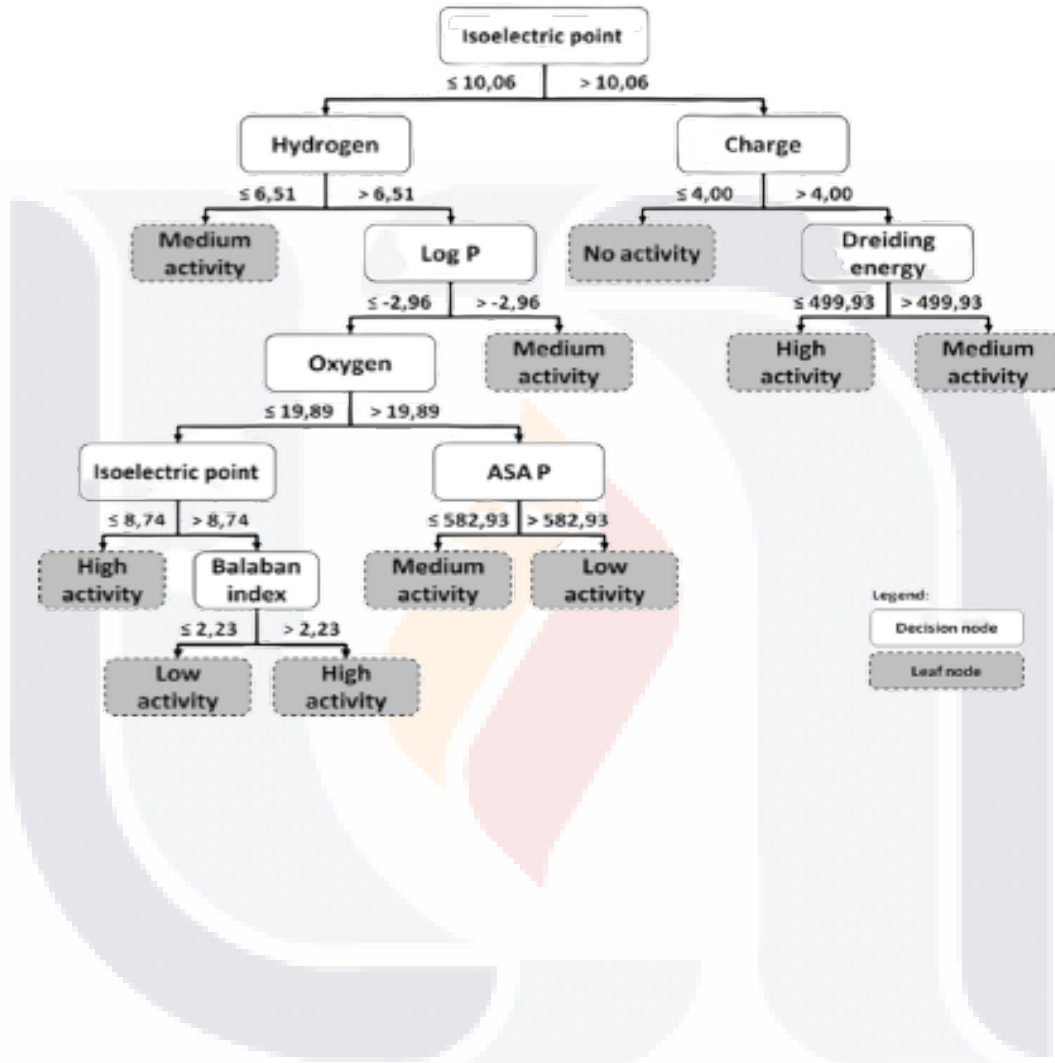 Isoelectric point
≤ 10,06 > 10,06
Hydrogen
Charge
≤ 6,51 > 6,51
≤ 4,00 > 4,00
Medium
activity
Log P
No activity
Dreiding
energy
≤ -2,96 > -2,96
≤ 499,93 > 499,93
Oxygen
Medium
activity
High
activity
Medium
activity
≤ 19,89 > 19,89
Isoelectric point
ASA P
≤ 8,74 > 8,74
≤ 582,93 > 582,93
High
activity
Balaban
index
Medium
activity
Low
activity
≤ 2,23 > 2,23
Low
activity
High
activity
Legend:
Decision node
Leaf node